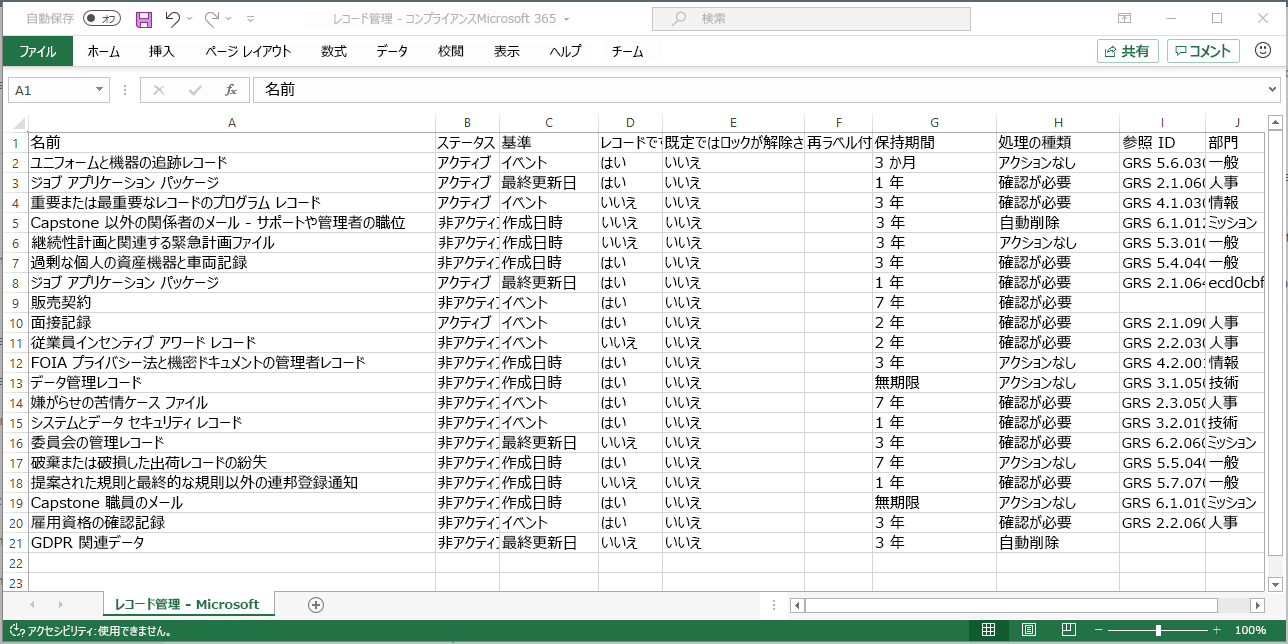 自動保存 オフ レコード管理 - コンプライアンスMicrosoft 365 検索
ファイル ホーム 挿入 ページ レイアウト 数式 データ 校閲 表示 ヘルプ チーム 共有 コメント
A1 fx 名前
A B C D E F G H I J
1 名前 ステータス 基準 レコードです 既定ではロックが解除さ 再ラベル付 保持期間 処理の種類 参照 ID 部門
2 ユニフォームと機器の追跡レコード アクティブ イベント はい いいえ 3 か月 アクションなし GRS 5.6.030 一般
3 ジョブ アプリケーション パッケージ アクティブ 最終更新日 はい いいえ 1 年 確認が必要 GRS 2.1.060 人事
4 重要または最重要なレコードのプログラム レコード アクティブ イベント いいえ いいえ 3 年 確認が必要 GRS 4.1.030 情報
5 Capstone 以外の関係者のメール - サポートや管理者の職位 非アクティブ 作成日時 いいえ いいえ 3 年 自動削除 GRS 6.1.012 ミッション
6 継続性計画と関連する緊急計画ファイル 非アクティブ 作成日時 いいえ いいえ 3 年 アクションなし GRS 5.3.010 一般
7 過剰な個人の資産機器と車両記録 非アクティブ 作成日時 はい いいえ 3 年 確認が必要 GRS 5.4.040 一般
8 ジョブ アプリケーション パッケージ アクティブ 最終更新日 はい いいえ 1 年 確認が必要 GRS 2.1.064 ecd0cbf
9 販売契約 非アクティブ イベント はい いいえ 7 年 確認が必要
10 面接記録 アクティブ イベント はい いいえ 2 年 確認が必要 GRS 2.1.090 人事
11 従業員インセンティブ アワード レコード 非アクティブ イベント いいえ いいえ 2 年 確認が必要 GRS 2.2.030 人事
12 FOIA プライバシー法と機密ドキュメントの管理者レコード 非アクティブ 作成日時 はい いいえ 3 年 アクションなし GRS 4.2.001 情報
13 データ管理レコード 非アクティブ 作成日時 はい いいえ 無期限 アクションなし GRS 3.1.050 技術
14 嫌がらせの苦情ケース ファイル 非アクティブ イベント はい いいえ 7 年 確認が必要 GRS 2.3.050 人事
15 システムとデータ セキュリティ レコード 非アクティブ イベント はい いいえ 1 年 確認が必要 GRS 3.2.010 技術
16 委員会の管理レコード 非アクティブ 最終更新日 いいえ いいえ 3 年 確認が必要 GRS 6.2.060 ミッション
17 破棄または破損した出荷レコードの紛失 非アクティブ 作成日時 はい いいえ 7 年 アクションなし GRS 5.5.040 一般
18 提案された規則と最終的な規則以外の連邦登録通知 非アクティブ 作成日時 いいえ いいえ 1 年 確認が必要 GRS 5.7.070 一般
19 Capstone 職員のメール 非アクティブ 作成日時 はい いいえ 無期限 アクションなし GRS 6.1.010 ミッション
20 雇用資格の確認記録 非アクティブ イベント はい いいえ 3 年 確認が必要 GRS 2.2.060 人事
21 GDPR 関連データ 非アクティブ 最終更新日 いいえ いいえ 3 年 自動削除
22
23
レコード管理 - Microsoft
アクセシビリティ: 使用できません。 100%